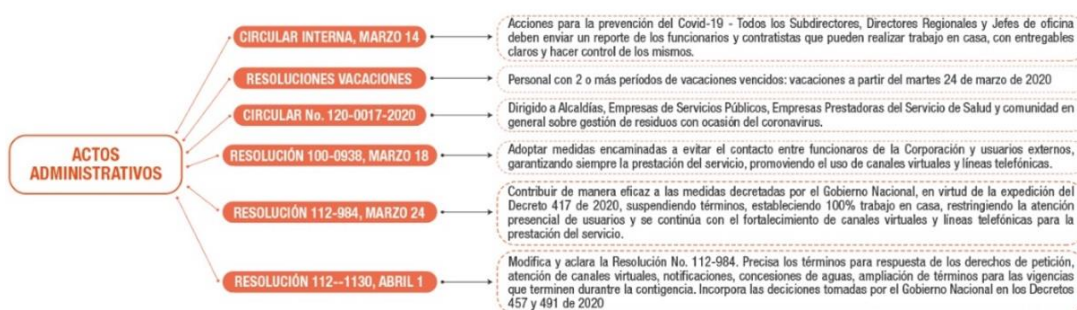 ACTOS
ADMINISTRATIVOS
CIRCULAR INTERNA, MARZO 14
Acciones para la prevención del Covid-19 - Todos los Subdirectores, Directores Regionales y Jefes de oficina
deben enviar un reporte de los funcionarios y contratistas que pueden realizar trabajo en casa, con entregables
claros y hacer control de los mismos.
RESOLUCIONES VACACIONES
Personal con 2 o más períodos de vacaciones vencidos: vacaciones a partir del martes 24 de marzo de 2020
CIRCULAR No. 120-0017-2020
Dirigido a Alcaldías, Empresas de Servicios Públicos, Empresas Prestadoras del Servicio de Salud y comunidad en
general sobre gestión de residuos con ocasión del coronavirus.
RESOLUCIÓN 100-0938, MARZO 18
Adoptar medidas encaminadas a evitar el contacto entre funcionaros de la Corporación y usuarios externos,
garantizando siempre la prestación del servicio, promoviendo el uso de canales virtuales y líneas telefónicas.
RESOLUCIÓN 112-984, MARZO 24
Contribuir de manera eficaz a las medidas decretadas por el Gobierno Nacional, en virtud de la expedición del
Decreto 417 de 2020, suspendiendo términos, estableciendo 100% trabajo en casa, restringiendo la atención
presencial de usuarios y se continúa con el fortalecimiento de canales virtuales y líneas telefónicas para la
prestación del servicio.
RESOLUCIÓN 112--1130, ABRIL 1
Modifica y aclara la Resolución No. 112-984. Precisa los términos para respuesta de los derechos de petición,
atención de canales virtuales, notificaciones, concesiones de aguas, ampliación de términos para las vigencias
que terminen durantre la contigencia. Incorpora las decciones tomadas por el Gobierno Nacional en los Decretos
457 y 491 de 2020